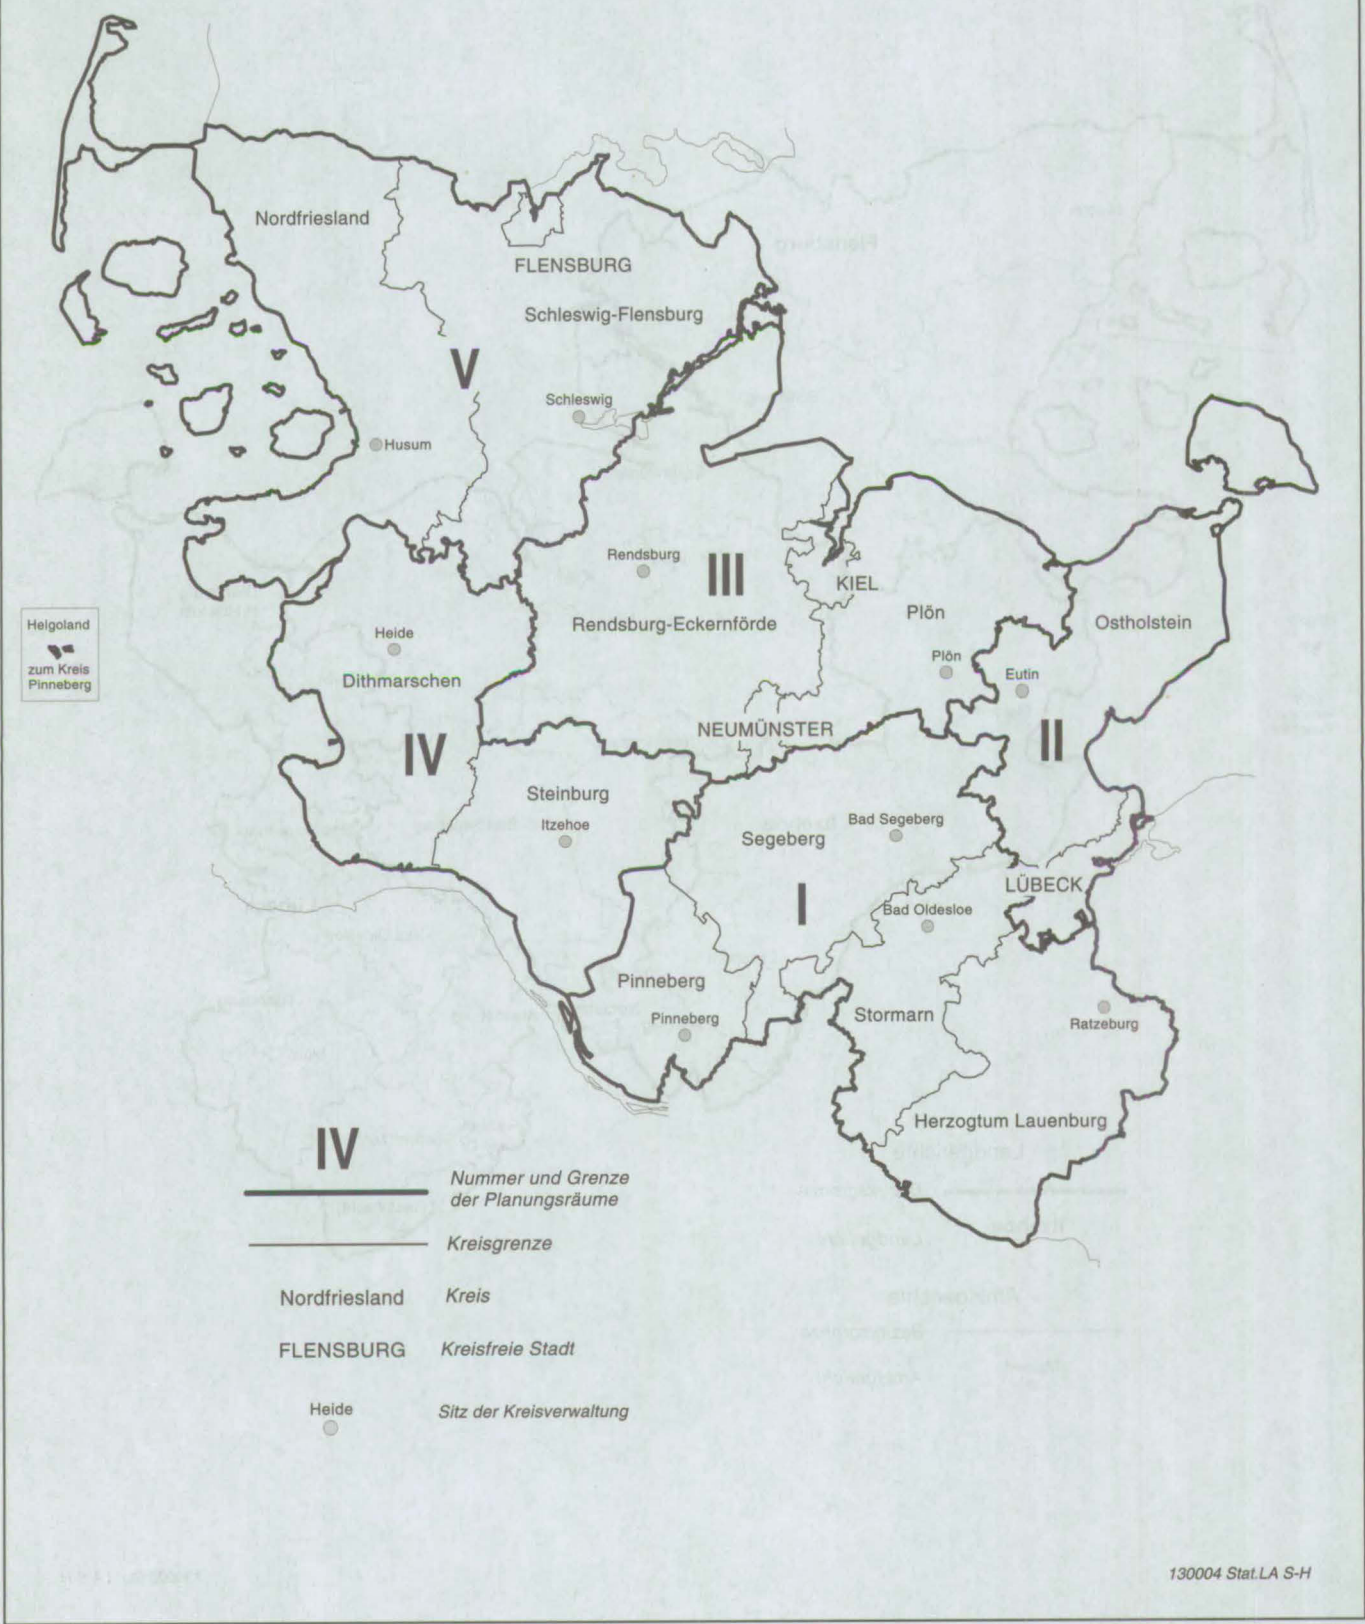 Nordfriesland
FLENSBURG
Schleswig-Flensburg
V
Schleswig
Husum
Rendsburg
III
KIEL
Rendsburg-Eckernförde
Plön
Ostholstein
Helgoland
zum Kreis
Pinneberg
Heide
Dithmarschen
Plön
Eutin
NEUMÜNSTER
IV
II
Steinburg
Itzehoe
Segeberg
Bad Segeberg
LÜBECK
I
Bad Oldesloe
Pinneberg
Pinneberg
Stormarn
Ratzeburg
Herzogtum Lauenburg
IV
Nummer und Grenze
der Planungsräume
Kreisgrenze
Nordfriesland Kreis
FLENSBURG Kreisfreie Stadt
Heide Sitz der Kreisverwaltung
130004 Stat.LA S-H